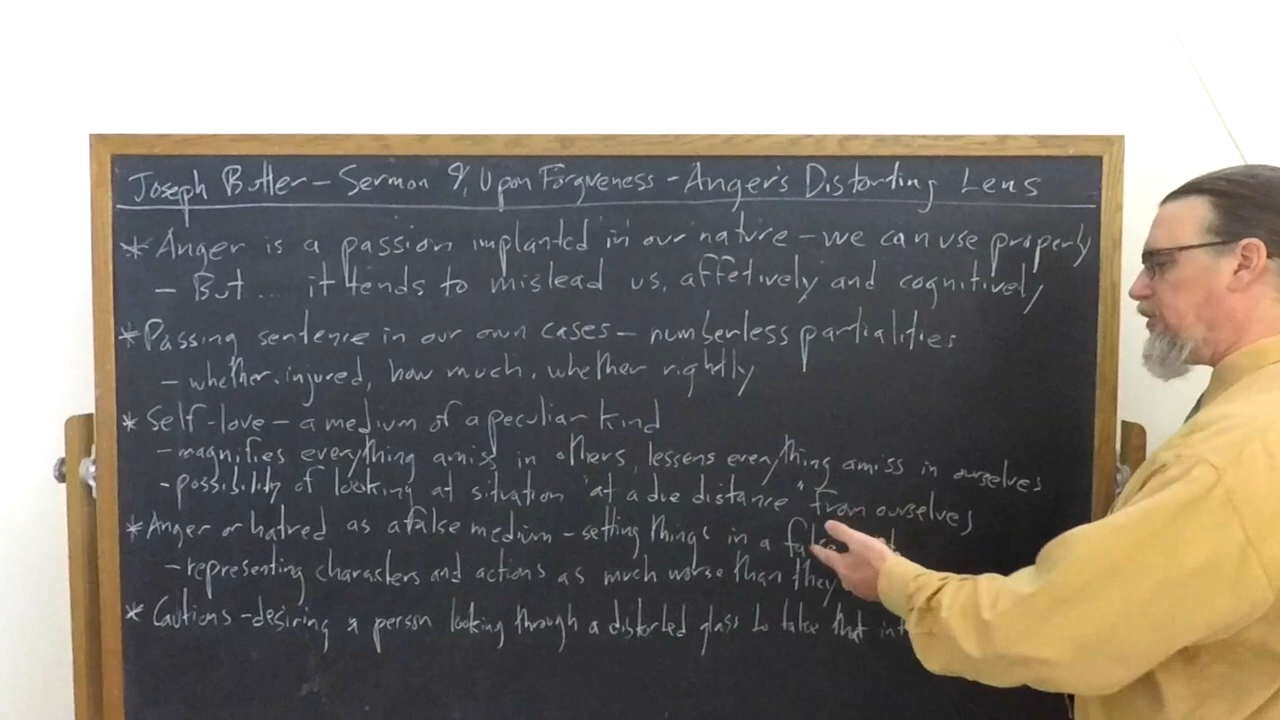 Joseph Butler - Sermon 9, Upon Forgiveness - Anger's Distorting Lens
* Anger is a passion implanted in our nature - we can use properly
- But ... it tends to mislead us, affetively and cognitively
* Passing sentence in our own cases - numberless partialities
- whether injured, how much, whether rightly
* Self-love - a medium of a peculiar kind
- magnifies everything amiss in others, lessens everything amiss in ourselves
- possibility of looking at situation "at a due distance" from ourselves
* Anger or hatred as a false medium - setting things in a
- representing characters and actions as much worse than they
* Cautions - desiring a person looking through a distorted glass to take that